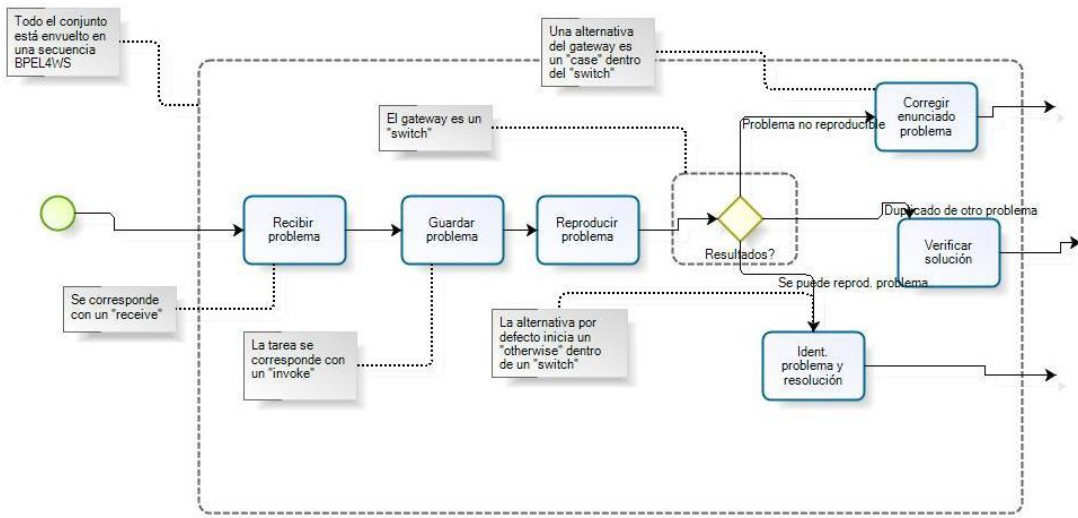 Todo el conjunto
está envuelto en
una secuencia
BPEL4WS
Una alternativa
del gateway es
un "case" dentro
del "switch"
El gateway es un
"switch"
Corregir
enunciado
problema
Problema no reproducible
Recibir
problema
Guardar
problema
Reproducir
problema
Resultados?
Duplicado de otro problema
Verificar
solución
Se puede reprod. problema
Se corresponde
con un "receive"
La tarea se
corresponde con
un "invoke"
La alternativa por
defecto inicia un
"otherwise" dentro
de un "switch"
Ident.
problema y
resolución